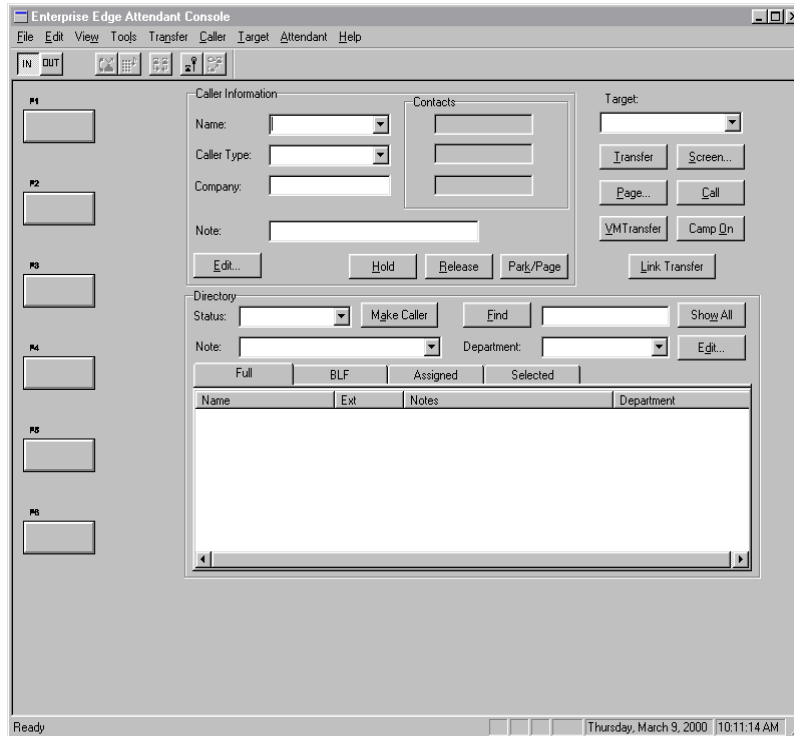 Enterprise Edge Attendant Console
File Edit View Tools Transfer Caller Target Attendant Help
IN OUT
F1
F2
F3
F4
F5
F6
Caller Information
Name:
Caller Type:
Company:
Note:
Contacts
Edit... Hold Release Park/Page
Target:
Transfer Screen...
Page... Call
VMTransfer Camp On
Link Transfer
Directory
Status: Make Caller Find Show All
Note: Department: Edit...
Full BLF Assigned Selected
Name Ext Notes Department
Ready Thursday, March 9, 2000 10:11:14 AM